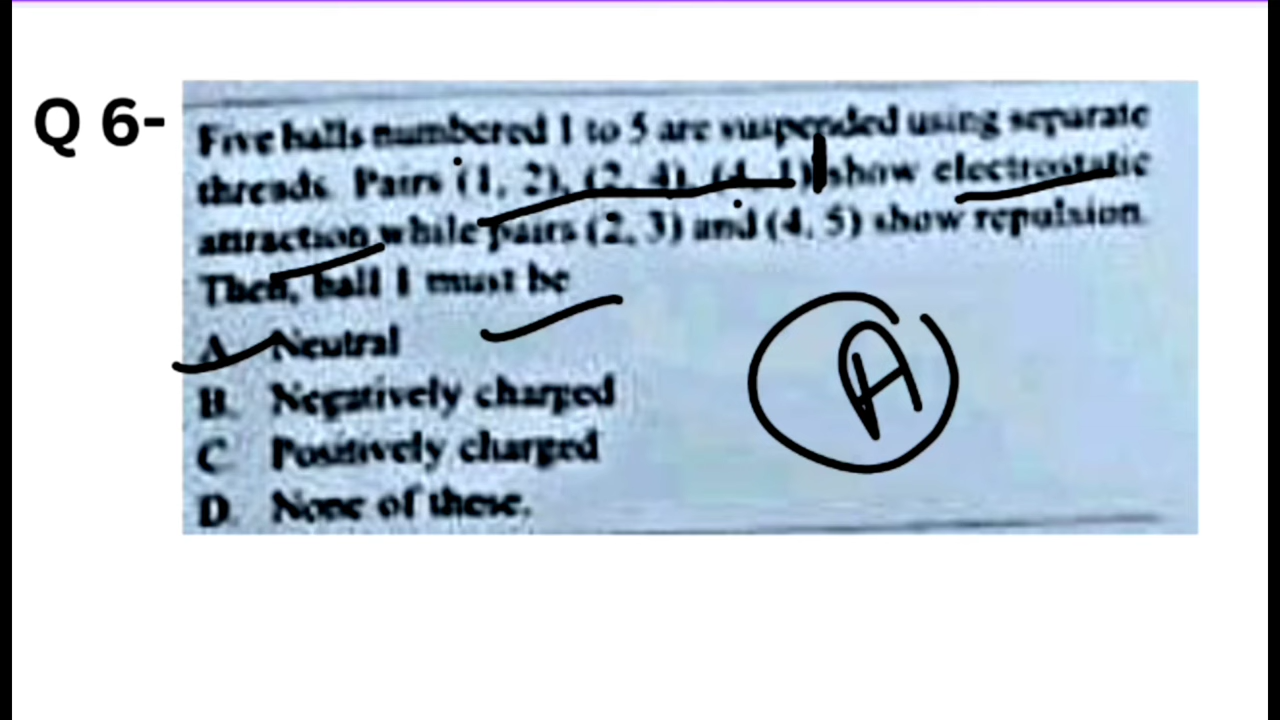 Q 6-
Five balls numbered 1 to 5 are suspended using separate
threads. Pairs (1, 2), (2, 4), (4, 1) show electrostatic
attraction while pairs (2, 3) and (4, 5) show repulsion.
Then, ball 1 must be
A. Neutral
B. Negatively charged
C Positively charged
D. None of these.
A